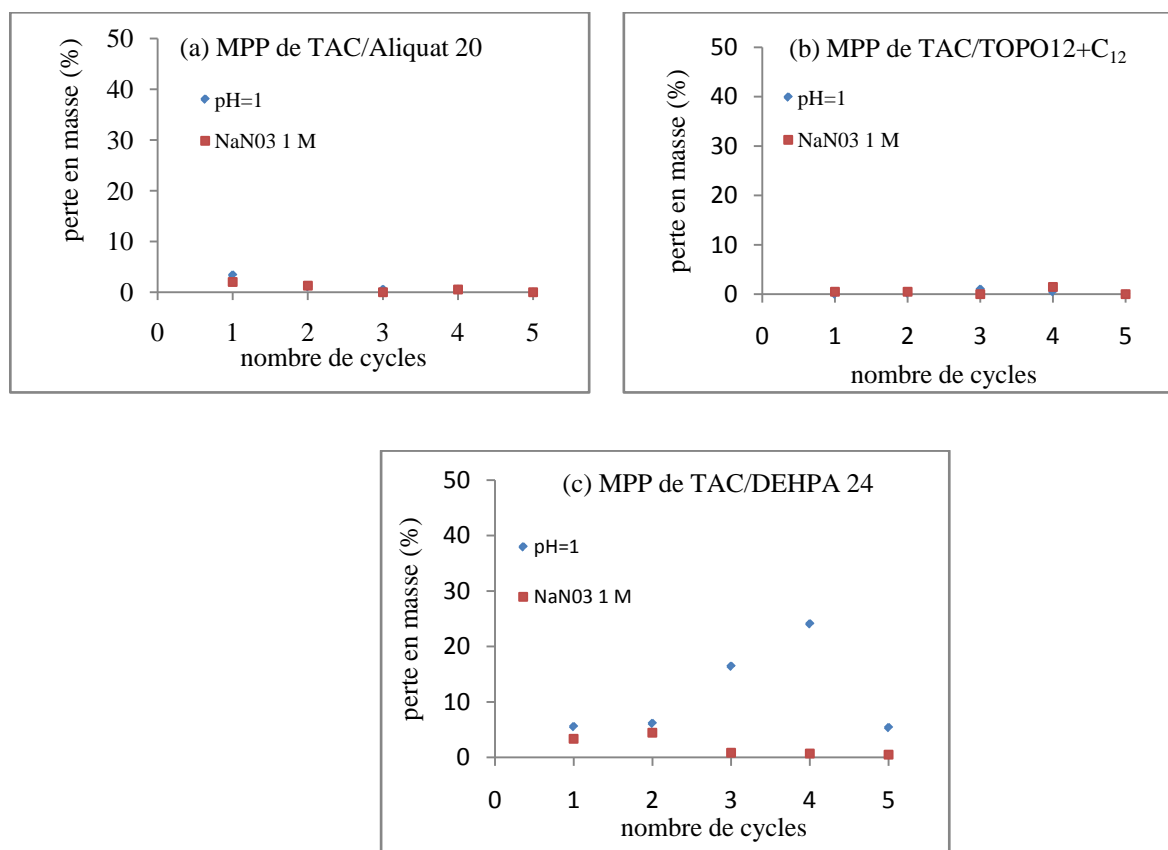 (a) MPP de TAC/Aliquat 20
perte en masse (%)
50
40
30
20
10
0
pH=1
NaN03 1 M
0 1 2 3 4 5
nombre de cycles
(b) MPP de TAC/TOPO12+C₁₂
perte en masse (%)
50
40
30
20
10
0
pH=1
NaN03 1 M
0 1 2 3 4 5
nombre de cycles
(c) MPP de TAC/DEHPA 24
perte en masse (%)
50
40
30
20
10
0
pH=1
NaN03 1 M
0 1 2 3 4 5
nombre de cycles